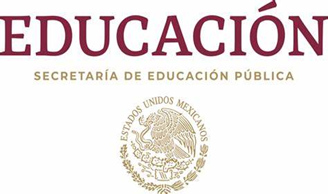 EDUCACIÓN
SECRETARÍA DE EDUCACIÓN PÚBLICA
ESTADOS UNIDOS MEXICANOS